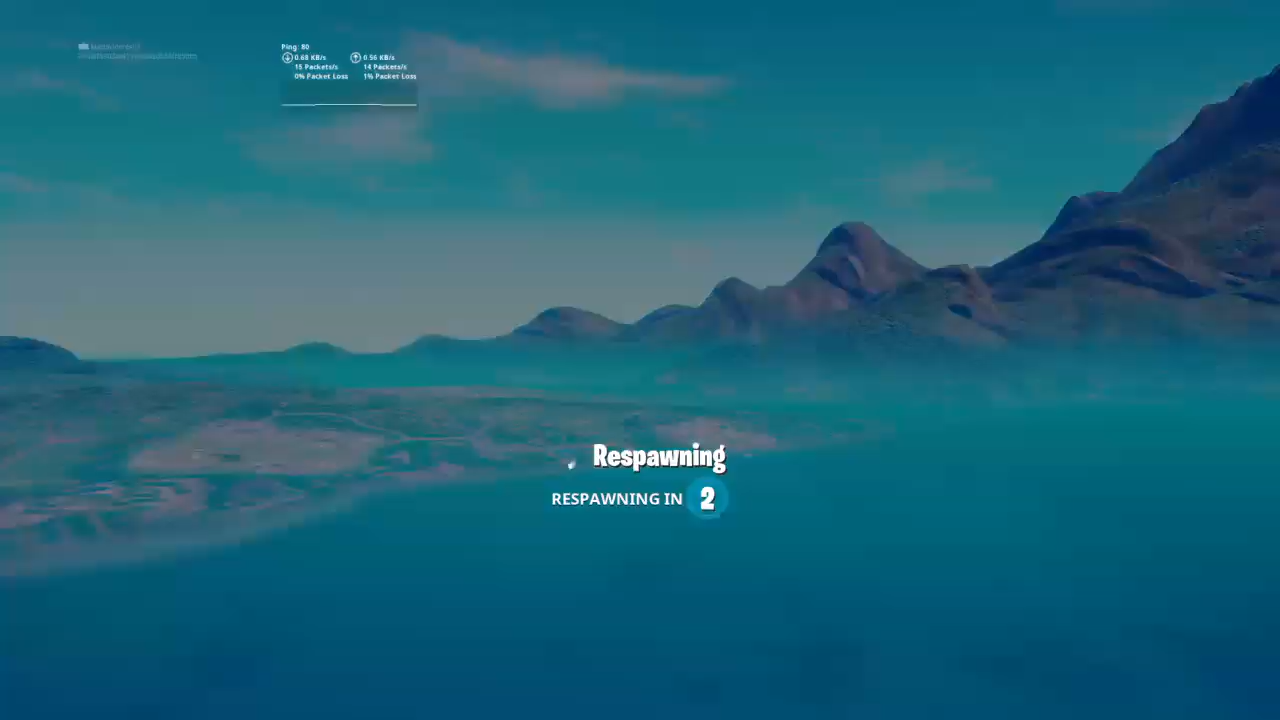 Ping: 80
0.68 KB/s 0.56 KB/s
15 Packets/s 14 Packets/s
0% Packet Loss 1% Packet Loss
Respawning
RESPAWNING IN 2